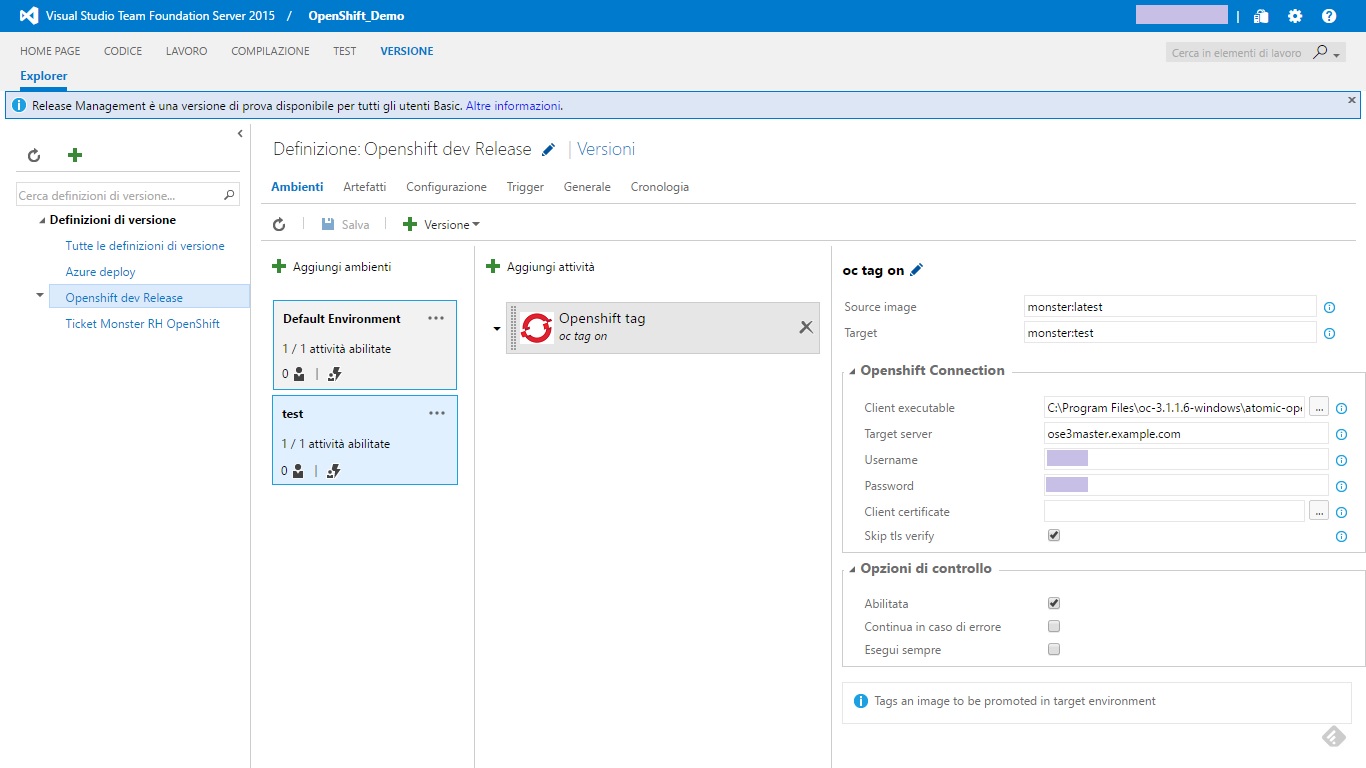 Visual Studio Team Foundation Server 2015 / OpenShift_Demo
HOME PAGE CODICE LAVORO COMPILAZIONE TEST VERSIONE
Cerca in elementi di lavoro
Explorer
Release Management è una versione di prova disponibile per tutti gli utenti Basic. Altre informazioni.
Cerca definizioni di versione...
Definizioni di versione
Tutte le definizioni di versione
Azure deploy
Openshift dev Release
Ticket Monster RH OpenShift
Definizione: Openshift dev Release | Versioni
Ambienti Artefatti Configurazione Trigger Generale Cronologia
Salva Versione
Aggiungi ambienti
Default Environment ...
1 / 1 attività abilitate
0
test ...
1 / 1 attività abilitate
0
Aggiungi attività
Openshift tag
oc tag on
oc tag on
Source image monster:latest
Target monster:test
Openshift Connection
Client executable C:\Program Files\oc-3.1.1.6-windows\atomic-ope ...
Target server ose3master.example.com
Username
Password
Client certificate ...
Skip tls verify
Opzioni di controllo
Abilitata
Continua in caso di errore
Esegui sempre
Tags an image to be promoted in target environment